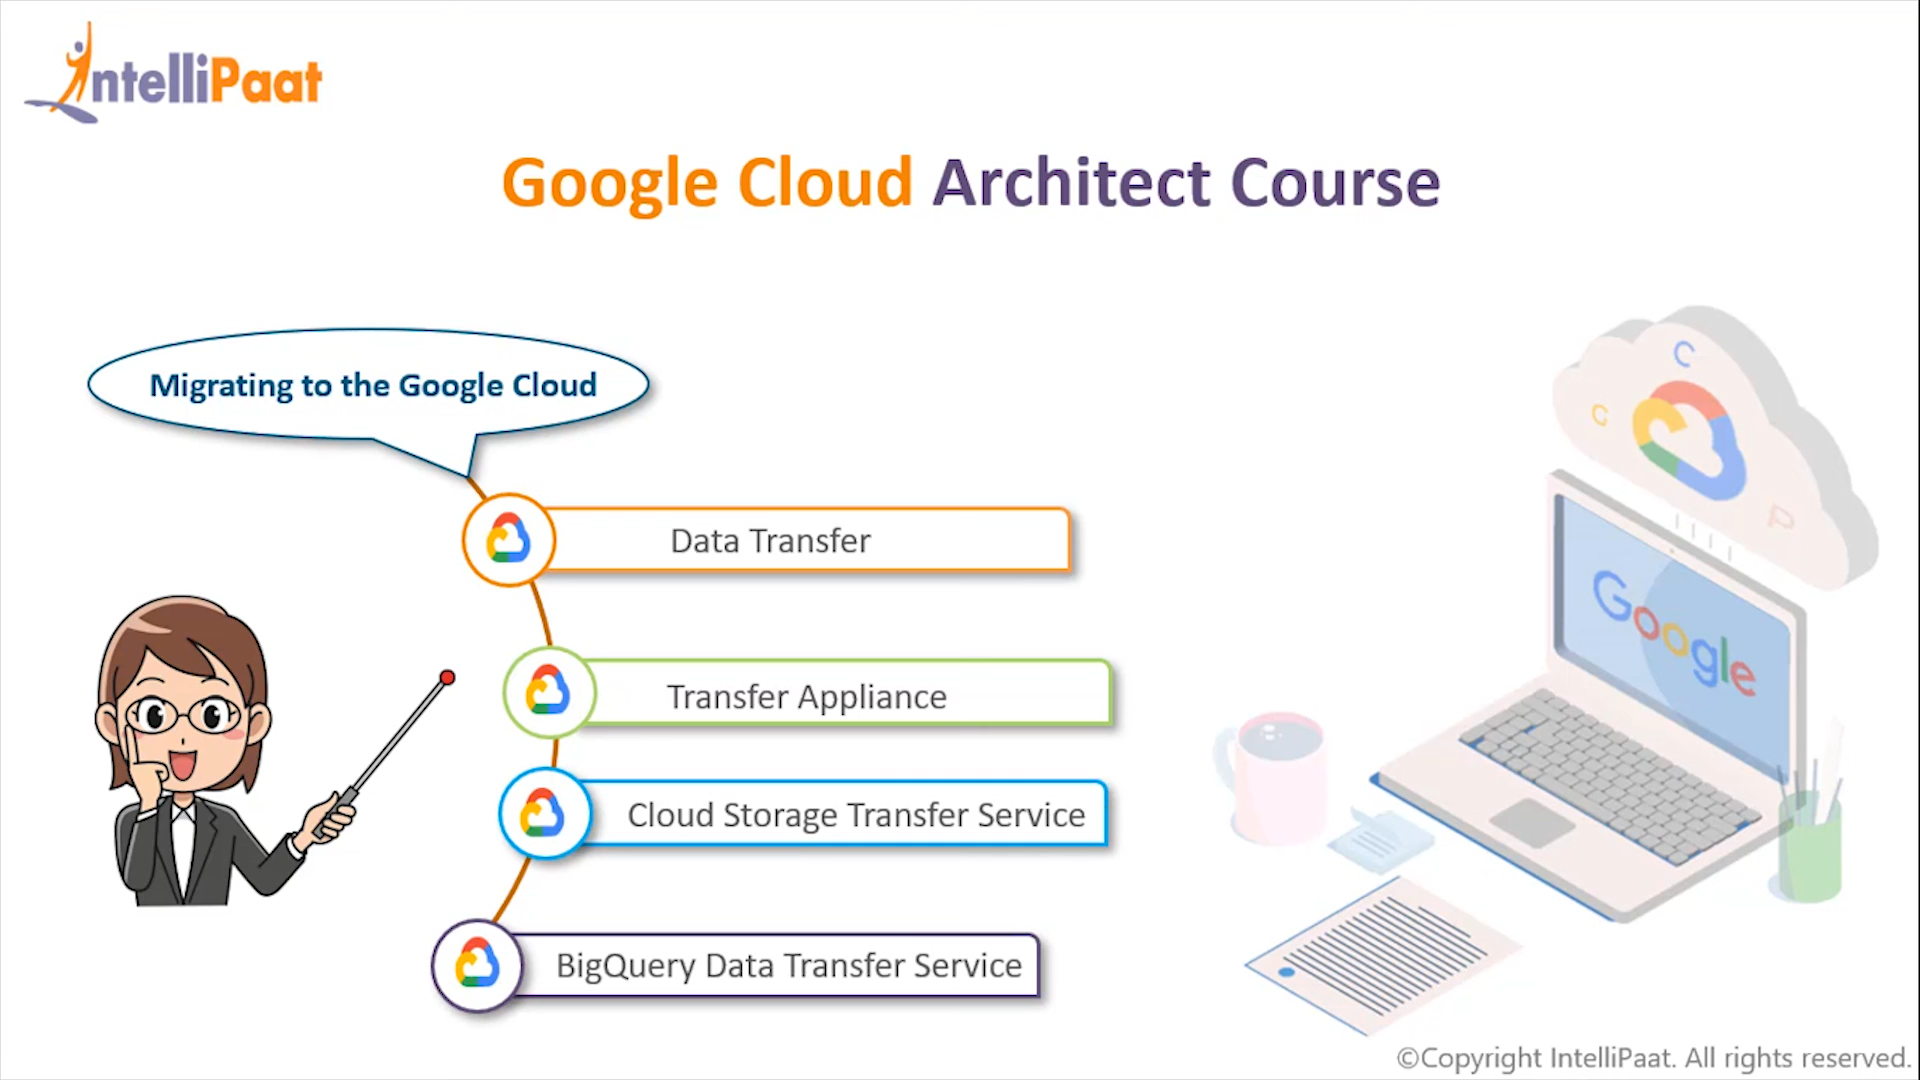 IntelliPaat
Google Cloud Architect Course
Migrating to the Google Cloud
Data Transfer
Transfer Appliance
Cloud Storage Transfer Service
BigQuery Data Transfer Service
G
C
P
Google
©Copyright IntelliPaat. All rights reserved.